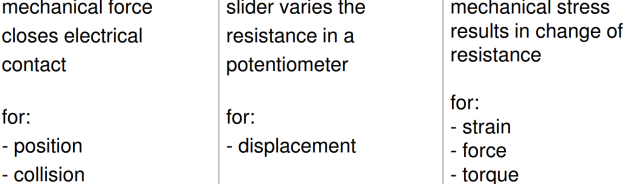 mechanical force
closes electrical
contact
for:
- position
- collision
slider varies the
resistance in a
potentiometer
for:
- displacement
mechanical stress
results in change of
resistance
for:
- strain
- force
- torque